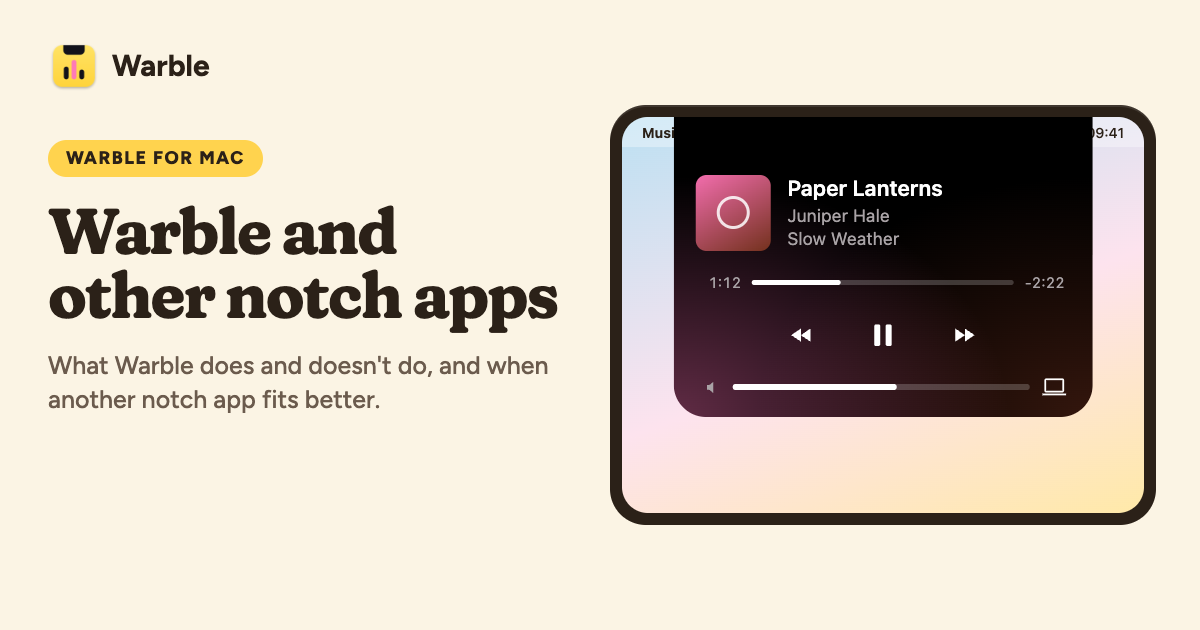 Warble
WARBLE FOR MAC
Warble and
other notch apps
What Warble does and doesn't do, and when
another notch app fits better.
Musi
09:41
Paper Lanterns
Juniper Hale
Slow Weather
1:12
-2:22